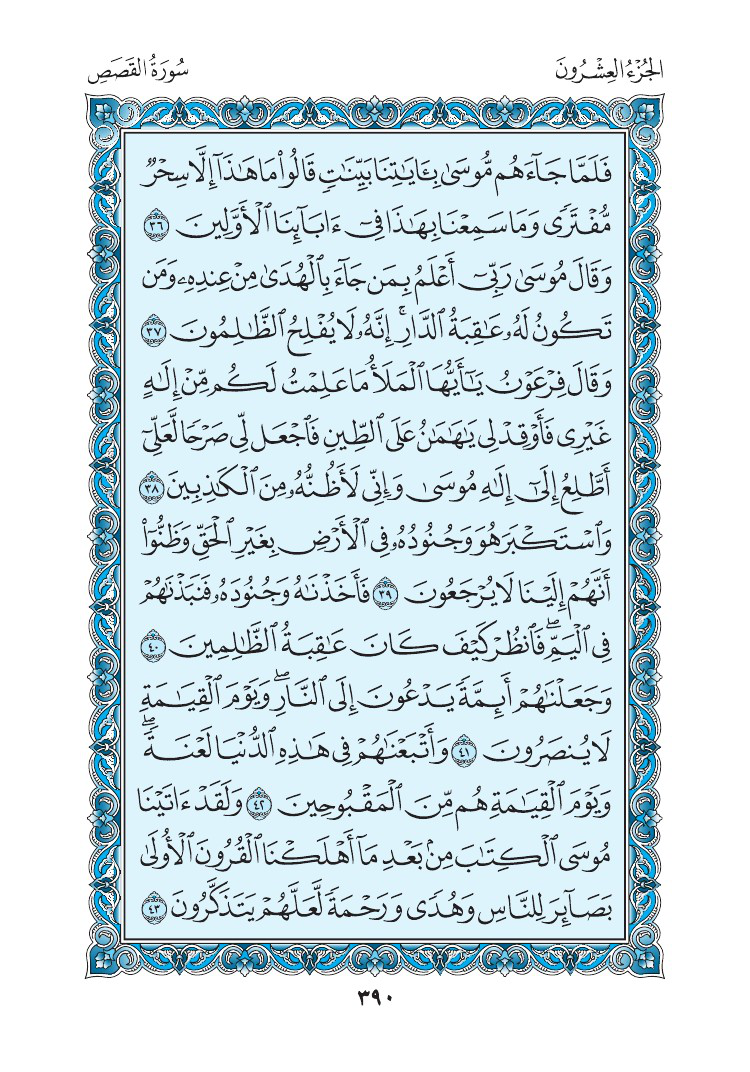 الجُزْءُ العِشْرُونَ
سُورَةُ القَصَصِ
فَلَمَّا جَآءَهُم مُّوسَىٰ بِـَٔايَٰتِنَا بَيِّنَٰتٖ قَالُواْ مَا هَٰذَآ إِلَّا سِحۡرٞ
مُّفۡتَرٗى وَمَا سَمِعۡنَا بِهَٰذَا فِيٓ ءَابَآئِنَا ٱلۡأَوَّلِينَ ٣٦
وَقَالَ مُوسَىٰ رَبِّيٓ أَعۡلَمُ بِمَن جَآءَ بِٱلۡهُدَىٰ مِنۡ عِندِهِۦ وَمَن
تَكُونُ لَهُۥ عَٰقِبَةُ ٱلدَّارِۚ إِنَّهُۥ لَا يُفۡلِحُ ٱلظَّٰلِمُونَ ٣٧
وَقَالَ فِرۡعَوۡنُ يَٰٓأَيُّهَا ٱلۡمَلَأُ مَا عَلِمۡتُ لَكُم مِّنۡ إِلَٰهٍ
غَيۡرِي فَأَوۡقِدۡ لِي يَٰهَٰمَٰنُ عَلَى ٱلطِّينِ فَٱجۡعَل لِّي صَرۡحٗا لَّعَلِّيٓ
أَطَّلِعُ إِلَىٰٓ إِلَٰهِ مُوسَىٰ وَإِنِّي لَأَظُنُّهُۥ مِنَ ٱلۡكَٰذِبِينَ ٣٨
وَٱسۡتَكۡبَرَ هُوَ وَجُنُودُهُۥ فِي ٱلۡأَرۡضِ بِغَيۡرِ ٱلۡحَقِّ وَظَنُّوٓاْ
أَنَّهُمۡ إِلَيۡنَا لَا يُرۡجَعُونَ ٣٩ فَأَخَذۡنَٰهُ وَجُنُودَهُۥ فَنَبَذۡنَٰهُمۡ
فِي ٱلۡيَمِّۖ فَٱنظُرۡ كَيۡفَ كَانَ عَٰقِبَةُ ٱلظَّٰلِمِينَ ٤٠
وَجَعَلۡنَٰهُمۡ أَئِمَّةٗ يَدۡعُونَ إِلَى ٱلنَّارِۖ وَيَوۡمَ ٱلۡقِيَٰمَةِ
لَا يُنصَرُونَ ٤١ وَأَتۡبَعۡنَٰهُمۡ فِي هَٰذِهِ ٱلدُّنۡيَا لَعۡنَةٗۖ
وَيَوۡمَ ٱلۡقِيَٰمَةِ هُم مِّنَ ٱلۡمَقۡبُوحِينَ ٤٢ وَلَقَدۡ ءَاتَيۡنَا
مُوسَى ٱلۡكِتَٰبَ مِنۢ بَعۡدِ مَآ أَهۡلَكۡنَا ٱلۡقُرُونَ ٱلۡأُولَىٰ
بَصَآئِرَ لِلنَّاسِ وَهُدٗى وَرَحۡمَةٗ لَّعَلَّهُمۡ يَتَذَكَّرُونَ ٤٣
٣٩٠